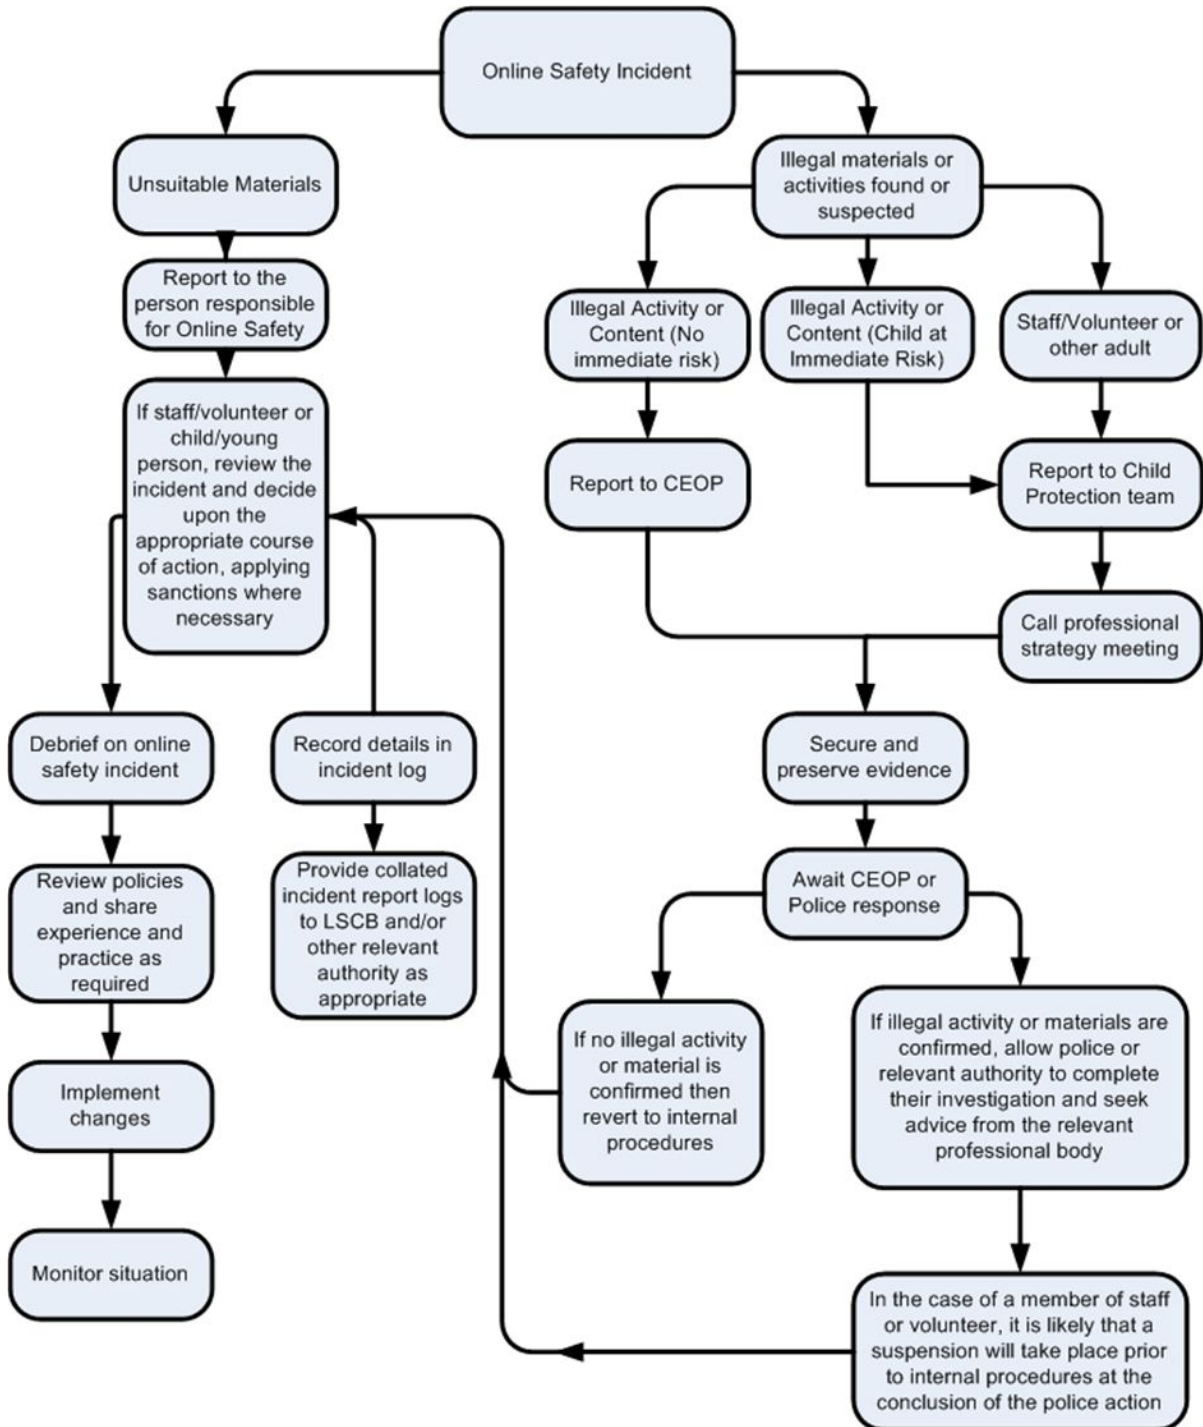 Online Safety Incident
Unsuitable Materials
Illegal materials or
activities found or
suspected
Report to the
person responsible
for Online Safety
Illegal Activity or
Content (No
immediate risk)
Illegal Activity or
Content (Child at
Immediate Risk)
Staff/Volunteer or
other adult
If staff/volunteer or
child/young
person, review the
incident and decide
upon the
appropriate course
of action, applying
sanctions where
necessary
Report to CEOP
Report to Child
Protection team
Call professional
strategy meeting
Debrief on online
safety incident
Record details in
incident log
Secure and
preserve evidence
Review policies
and share
experience and
practice as
required
Provide collated
incident report logs
to LSCB and/or
other relevant
authority as
appropriate
Await CEOP or
Police response
If no illegal activity
or material is
confirmed then
revert to internal
procedures
If illegal activity or materials are
confirmed, allow police or
relevant authority to complete
their investigation and seek
advice from the relevant
professional body
Implement
changes
Monitor situation
In the case of a member of staff
or volunteer, it is likely that a
suspension will take place prior
to internal procedures at the
conclusion of the police action